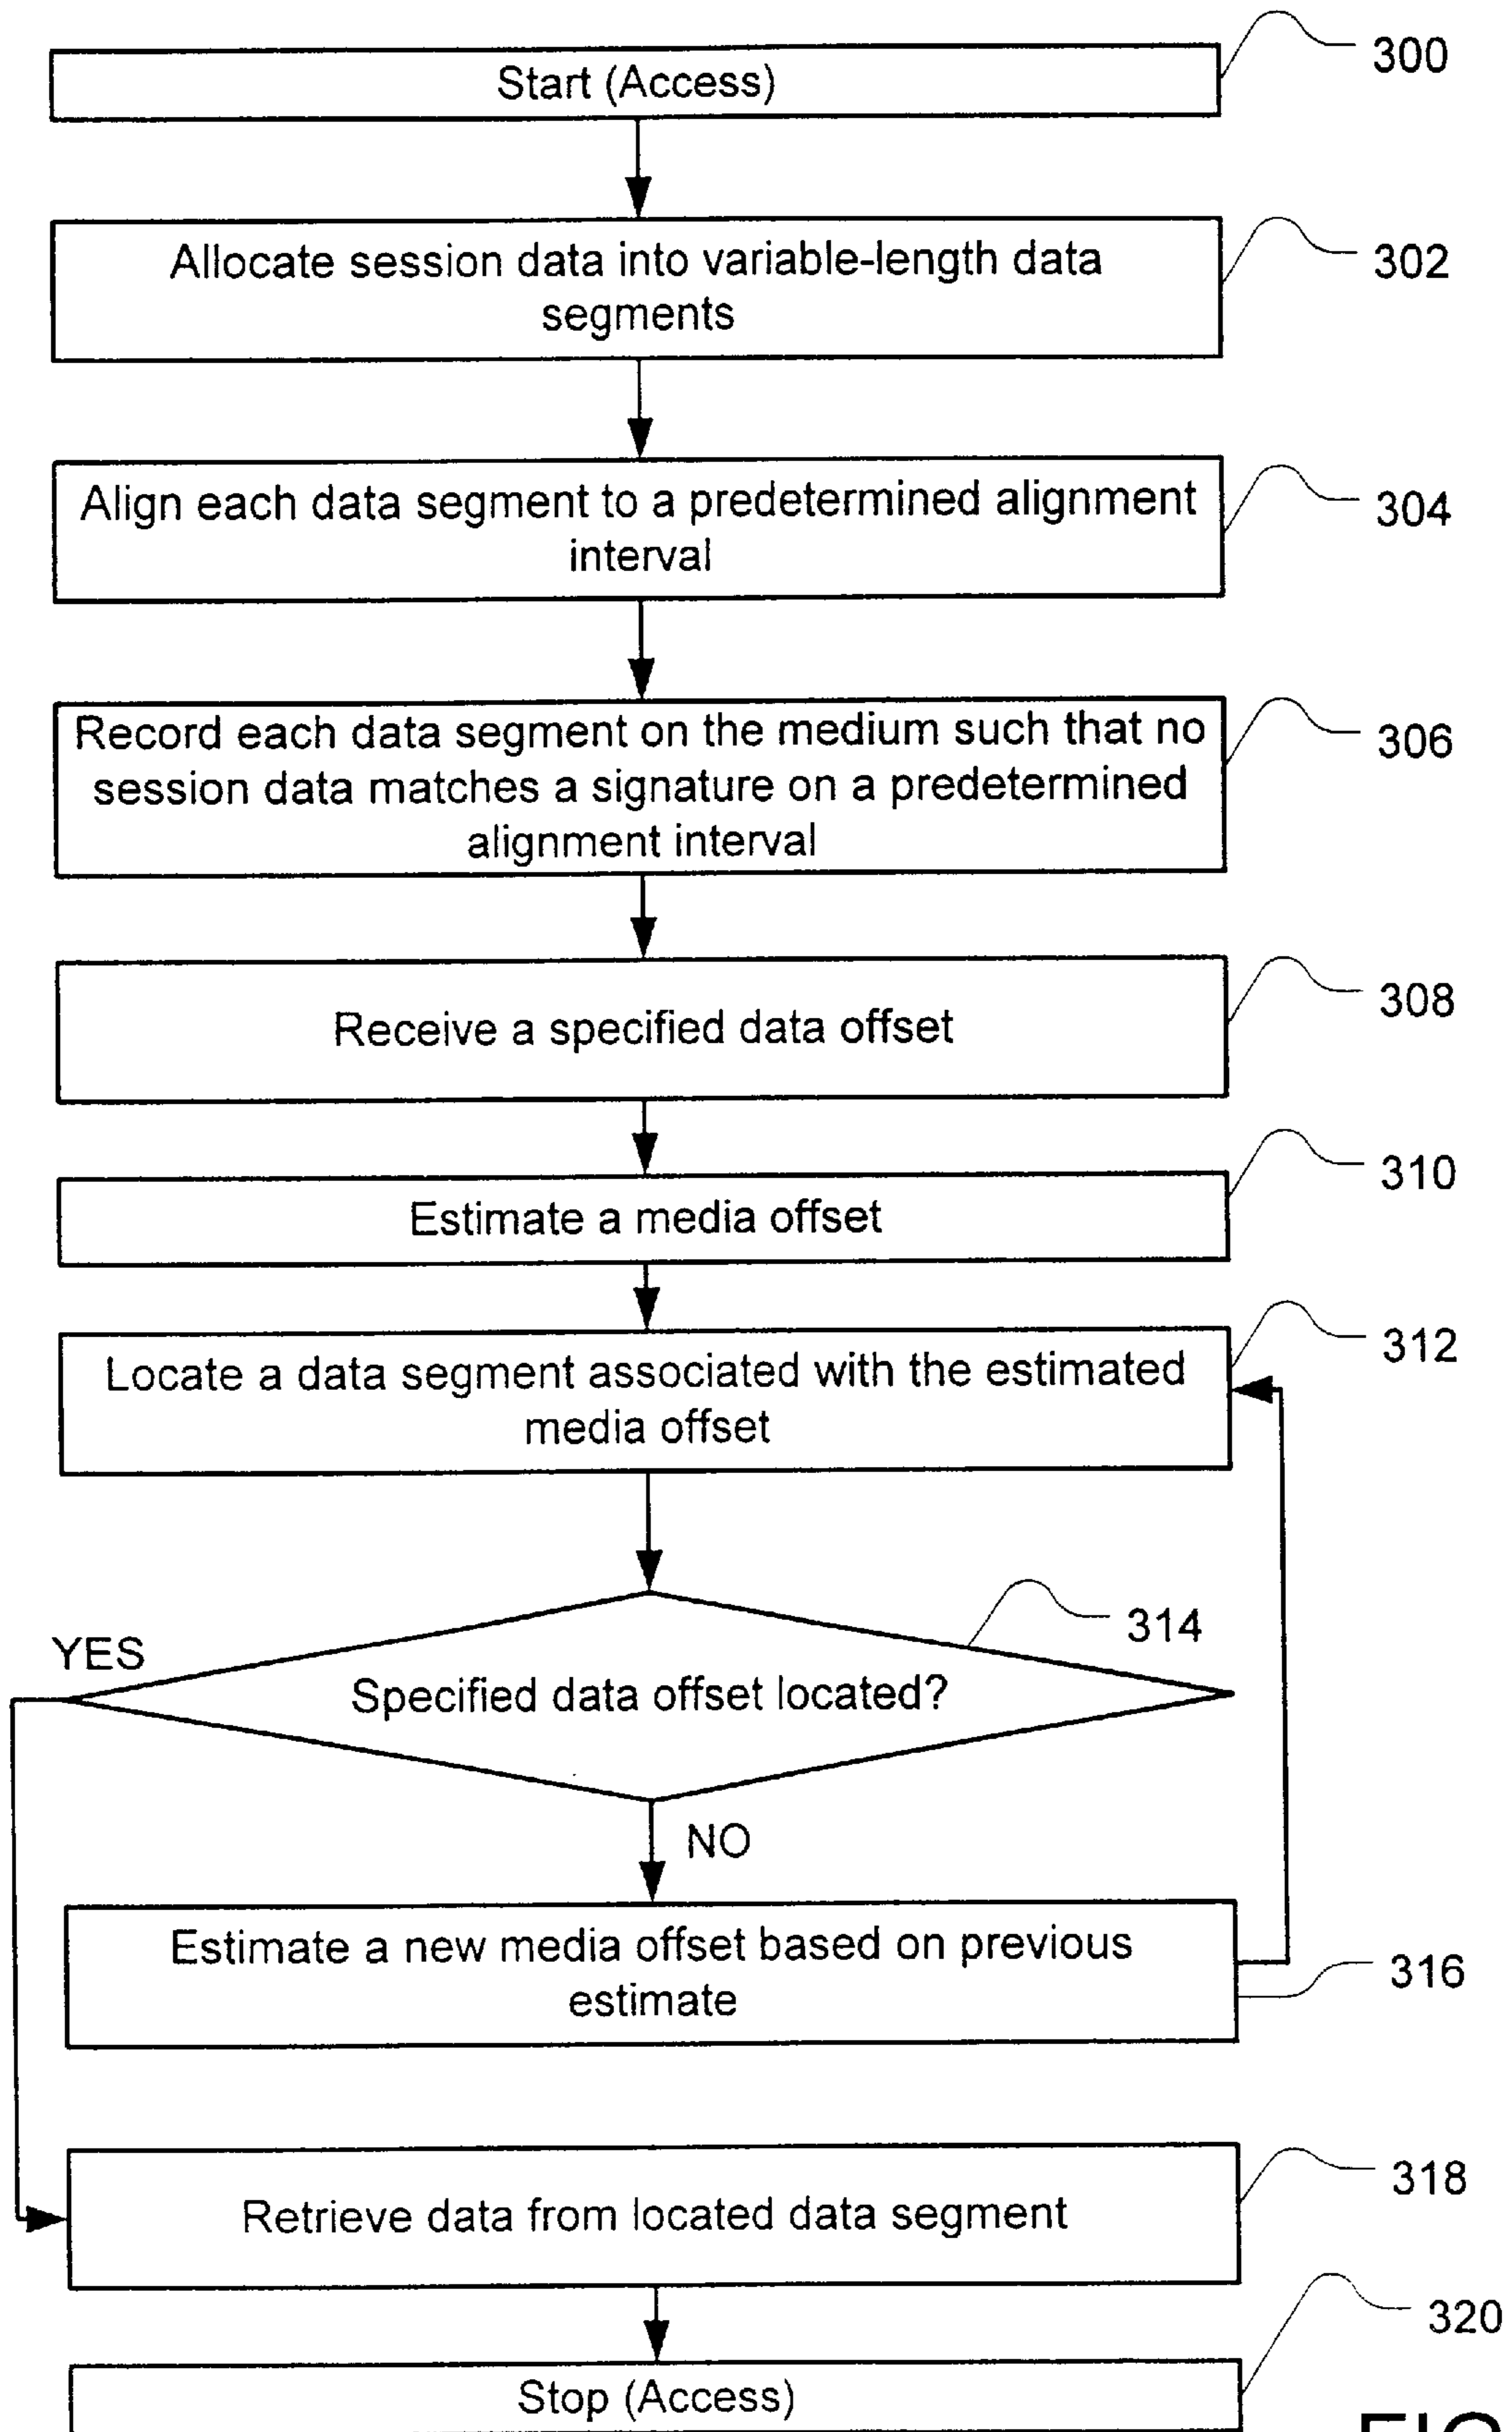 Start (Access)
300
Allocate session data into variable-length data
segments
302
Align each data segment to a predetermined alignment
interval
304
Record each data segment on the medium such that no
session data matches a signature on a predetermined
alignment interval
306
Receive a specified data offset
308
Estimate a media offset
310
Locate a data segment associated with the estimated
media offset
312
314
YES
Specified data offset located?
NO
Estimate a new media offset based on previous
estimate
316
Retrieve data from located data segment
318
Stop (Access)
320